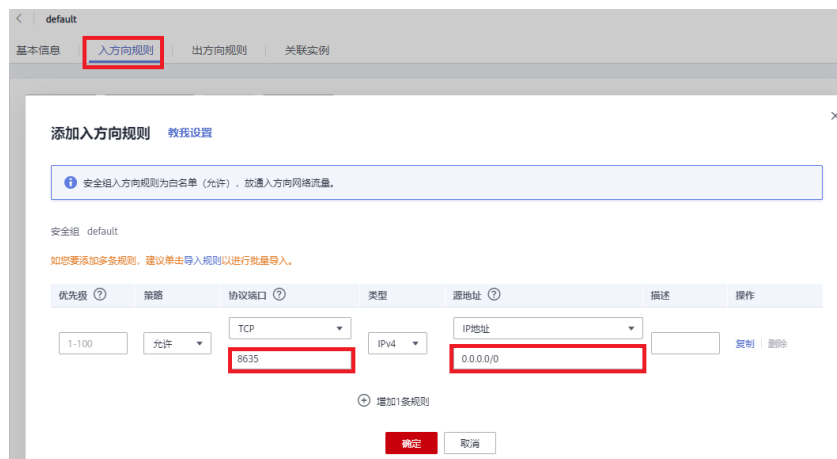 < default
基本信息 入方向规则 出方向规则 关联实例
添加入方向规则 教我设置
安全组入方向规则为白名单（允许），放通入方向网络流量。
安全组 default
如您要添加多条规则，建议单击导入规则以进行批量导入。
优先级 策略 协议端口 类型 源地址 描述 操作
TCP IP地址
1-100 允许 IPv4 复制 删除
8635 0.0.0.0/0
增加1条规则
确定 取消